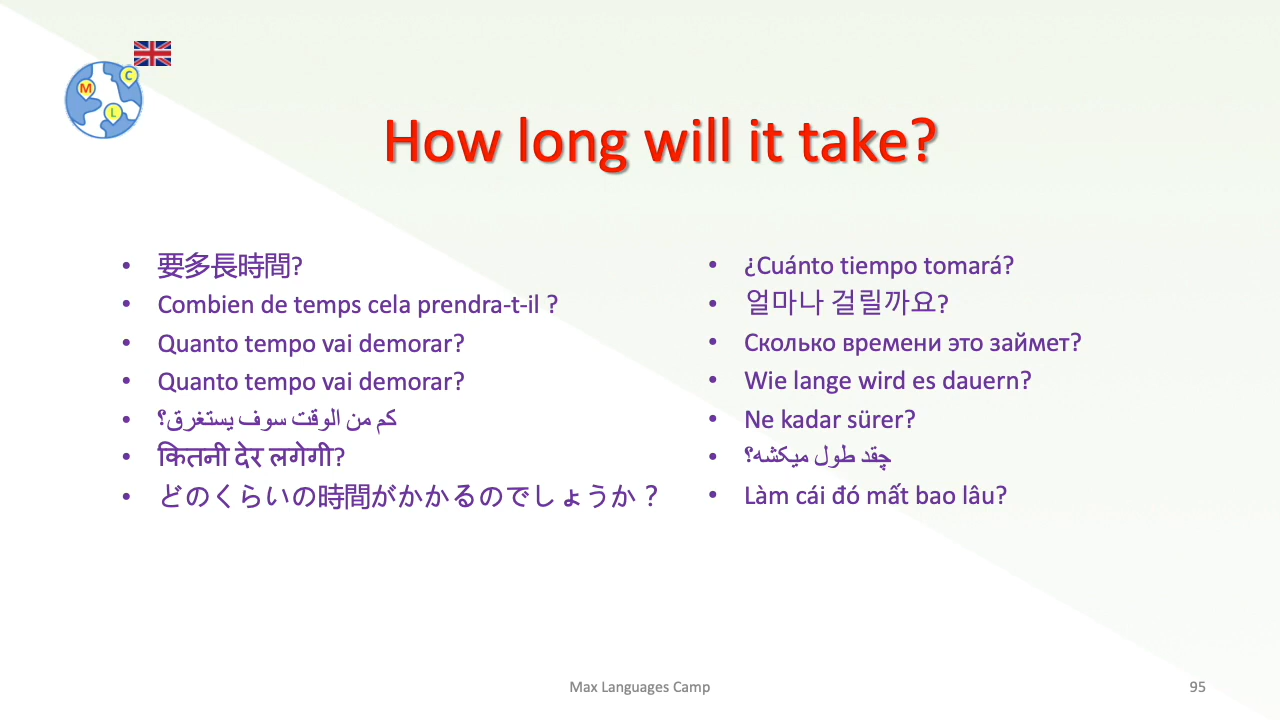 M
C
L
How long will it take?
要多長時間?
Combien de temps cela prendra-t-il ?
Quanto tempo vai demorar?
Quanto tempo vai demorar?
كم من الوقت سوف يستغرق؟
कितनी देर लगेगी?
どのくらいの時間がかかるのでしょうか？
¿Cuánto tiempo tomará?
얼마나 걸릴까요?
Сколько времени это займет?
Wie lange wird es dauern?
Ne kadar sürer?
چقد طول میکشه؟
Làm cái đó mất bao lâu?
Max Languages Camp
95